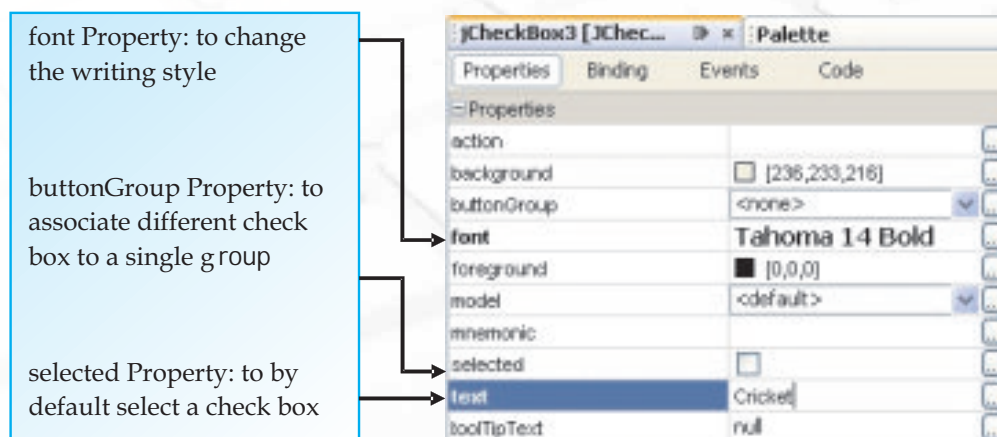 font Property: to change
the writing style
buttonGroup Property: to
associate different check
box to a single group
selected Property: to by
default select a check box
jCheckBox3 [JChec...
Palette
Properties Binding Events Code
Properties
action
background [236,233,216]
buttonGroup <none>
font Tahoma 14 Bold
foreground [0,0,0]
model <default>
mnemonic
selected
text Cricket
toolTipText null